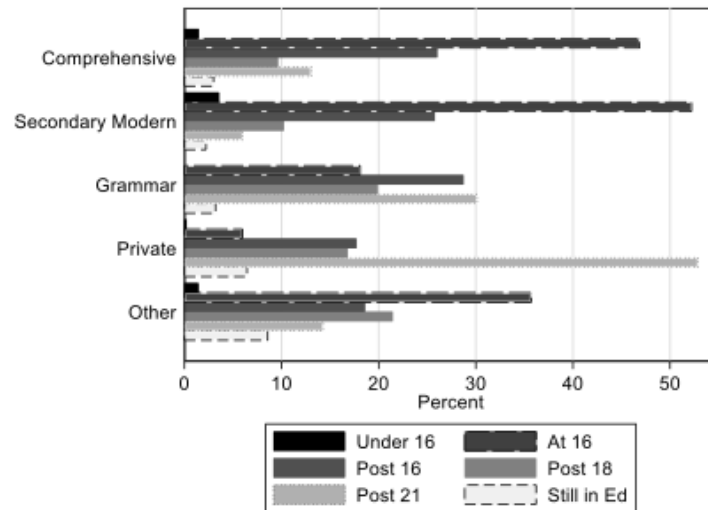 Comprehensive
Secondary Modern
Grammar
Private
Other
0 10 20 30 40 50
Percent
Under 16 At 16
Post 16 Post 18
Post 21 Still in Ed